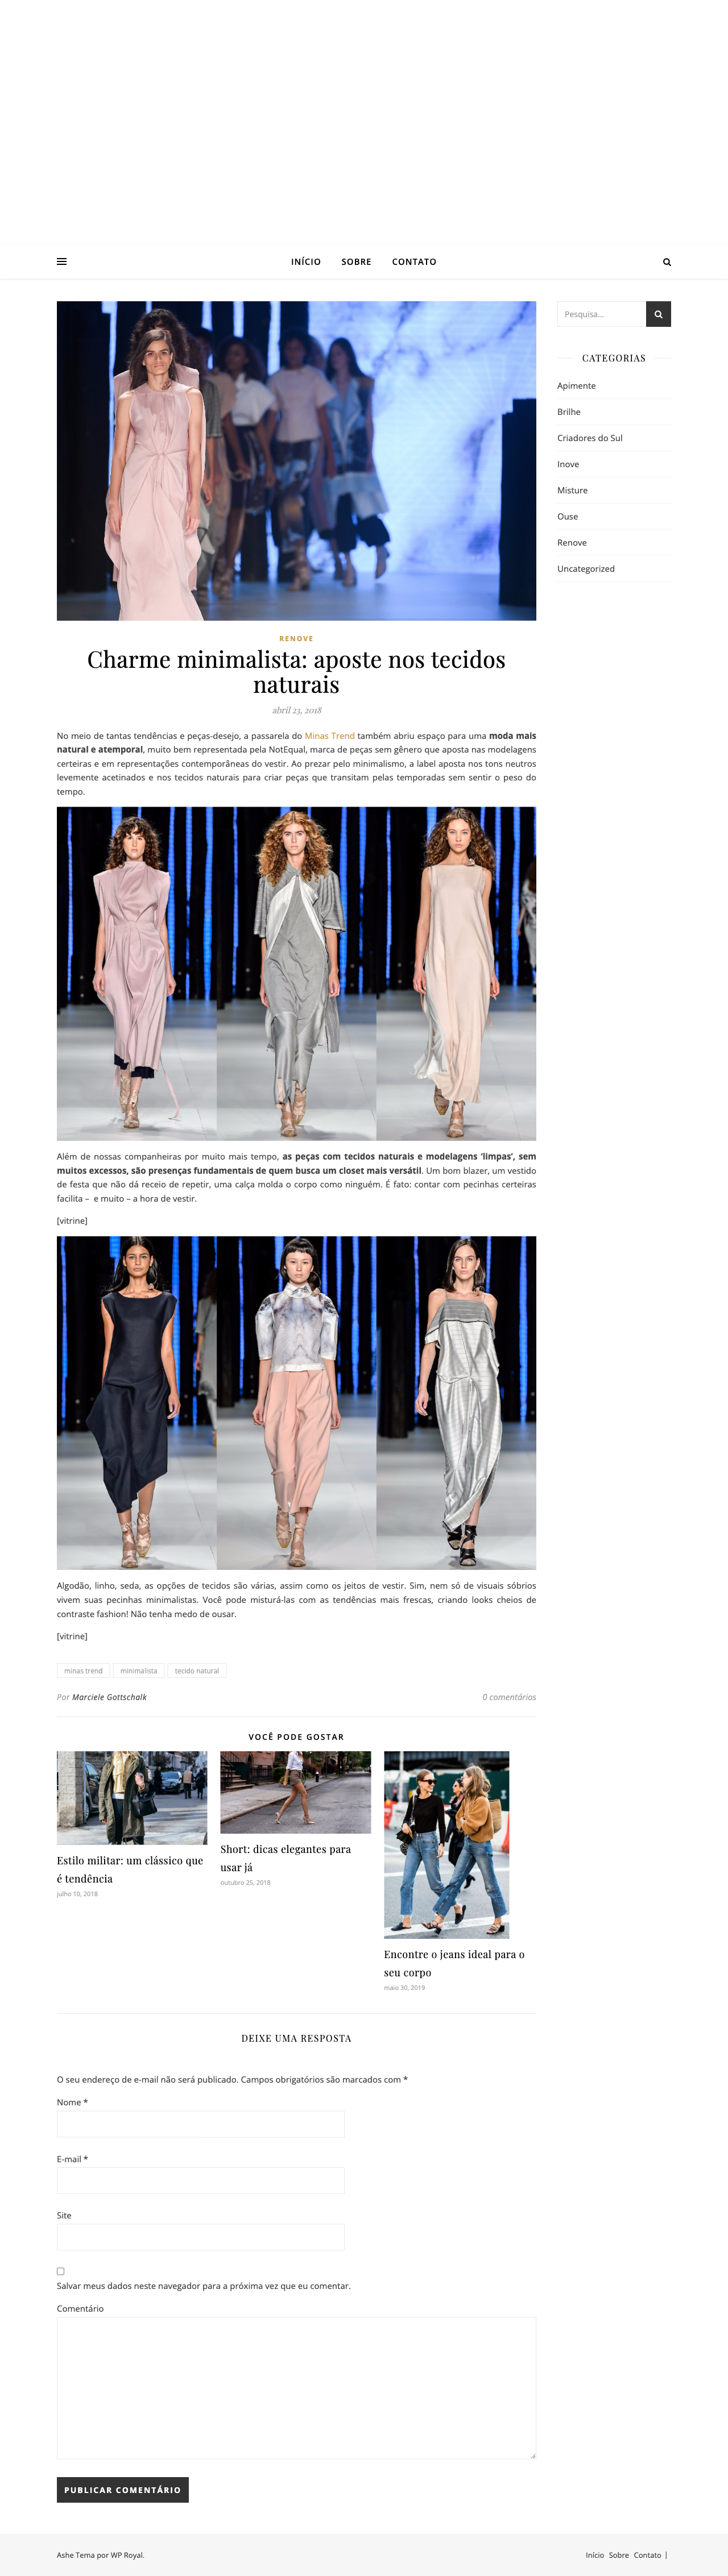 INÍCIO SOBRE CONTATO
RENOVE
Charme minimalista: aposte nos tecidos
naturais
abril 23, 2018
No meio de tantas tendências e peças-desejo, a passarela do Minas Trend também abriu espaço para uma moda mais
natural e atemporal, muito bem representada pela NotEqual, marca de peças sem gênero que aposta nas modelagens
certeiras e em representações contemporâneas do vestir. Ao prezar pelo minimalismo, a label aposta nos tons neutros
levemente acetinados e nos tecidos naturais para criar peças que transitam pelas temporadas sem sentir o peso do
tempo.
Além de nossas companheiras por muito mais tempo, as peças com tecidos naturais e modelagens ‘limpas’, sem
muitos excessos, são presenças fundamentais de quem busca um closet mais versátil. Um bom blazer, um vestido
de festa que não dá receio de repetir, uma calça molda o corpo como ninguém. É fato: contar com pecinhas certeiras
facilita – e muito – a hora de vestir.
[vitrine]
Algodão, linho, seda, as opções de tecidos são várias, assim como os jeitos de vestir. Sim, nem só de visuais sóbrios
vivem suas pecinhas minimalistas. Você pode misturá-las com as tendências mais frescas, criando looks cheios de
contraste fashion! Não tenha medo de ousar.
[vitrine]
minas trend minimalista tecido natural
Por Marciele Gottschalk 0 comentários
VOCÊ PODE GOSTAR
Estilo militar: um clássico que
é tendência
julho 10, 2018
Short: dicas elegantes para
usar já
outubro 25, 2018
Encontre o jeans ideal para o
seu corpo
maio 30, 2019
DEIXE UMA RESPOSTA
O seu endereço de e-mail não será publicado. Campos obrigatórios são marcados com *
Nome *
E-mail *
Site
Salvar meus dados neste navegador para a próxima vez que eu comentar.
Comentário
PUBLICAR COMENTÁRIO
Pesquisa...
CATEGORIAS
Apimente
Brilhe
Criadores do Sul
Inove
Misture
Ouse
Renove
Uncategorized
Ashe Tema por WP Royal.
Início Sobre Contato |